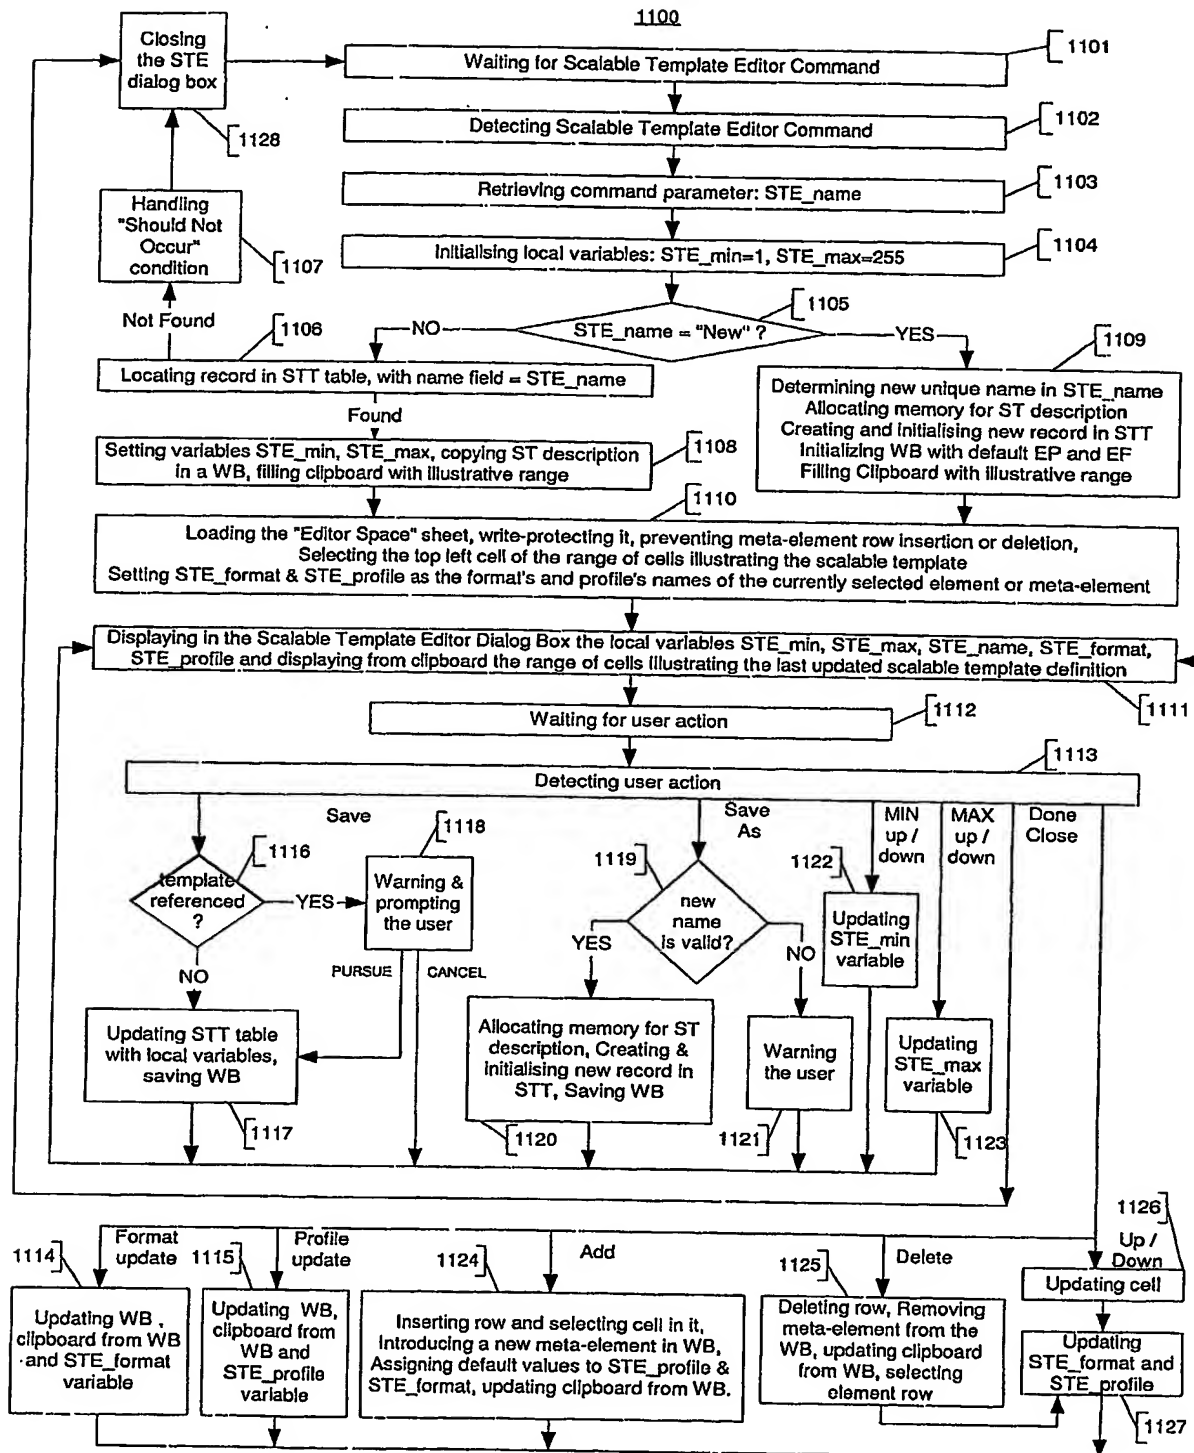 1100
Closing
the STE
dialog box
1128
Waiting for Scalable Template Editor Command
1101
Detecting Scalable Template Editor Command
1102
Retrieving command parameter: STE_name
1103
Handling
"Should Not
Occur"
condition
1107
Initialising local variables: STE_min=1, STE_max=255
1104
Not Found
1106
NO
STE_name = "New" ?
1105
YES
1109
Locating record in STT table, with name field = STE_name
Found
Determining new unique name in STE_name
Allocating memory for ST description
Creating and initialising new record in STT
Initializing WB with default EP and EF
Filling Clipboard with illustrative range
Setting variables STE_min, STE_max, copying ST description
in a WB, filling clipboard with illustrative range
1108
1110
Loading the "Editor Space" sheet, write-protecting it, preventing meta-element row insertion or deletion,
Selecting the top left cell of the range of cells illustrating the scalable template
Setting STE_format & STE_profile as the format's and profile's names of the currently selected element or meta-element
Displaying in the Scalable Template Editor Dialog Box the local variables STE_min, STE_max, STE_name, STE_format,
STE_profile and displaying from clipboard the range of cells illustrating the last updated scalable template definition
1111
Waiting for user action
1112
1113
Detecting user action
Save
Save
As
MIN
up /
down
MAX
up /
down
Done
Close
1116
template
referenced
?
YES
1118
Warning &
prompting
the user
1119
new
name
is valid?
1122
Updating
STE_min
variable
NO
PURSUE
CANCEL
YES
NO
Updating STT table
with local variables,
saving WB
1117
Allocating memory for ST
description, Creating &
initialising new record in
STT, Saving WB
1120
Warning
the user
1121
Updating
STE_max
variable
1123
1126
Up /
Down
Format
update
1114
Profile
update
1115
Add
1124
Delete
1125
Updating cell
Updating WB ,
clipboard from WB
and STE_format
variable
Updating WB,
clipboard from
WB and
STE_profile
variable
Inserting row and selecting cell in it,
Introducing a new meta-element in WB,
Assigning default values to STE_profile &
STE_format, updating clipboard from WB.
Deleting row, Removing
meta-element from the
WB, updating clipboard
from WB, selecting
element row
Updating
STE_format and
STE_profile
1127